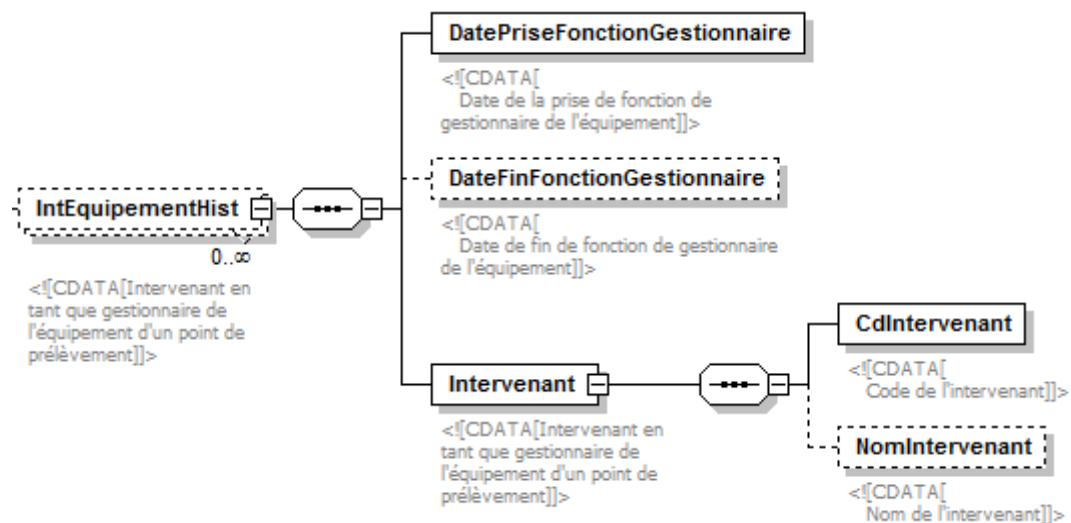 DatePriseFonctionGestionnaire
<![CDATA[
Date de la prise de fonction de
gestionnaire de l'équipement]]>
DateFinFonctionGestionnaire
<![CDATA[
Date de fin de fonction de gestionnaire
de l'équipement]]>
IntEquipementHist
0..∞
<![CDATA[Intervenant en
tant que gestionnaire de
l'équipement d'un point de
prélèvement]]>
Intervenant
<![CDATA[Intervenant en
tant que gestionnaire de
l'équipement d'un point de
prélèvement]]>
CdIntervenant
<![CDATA[
Code de l'intervenant]]>
NomIntervenant
<![CDATA[
Nom de l'intervenant]]>